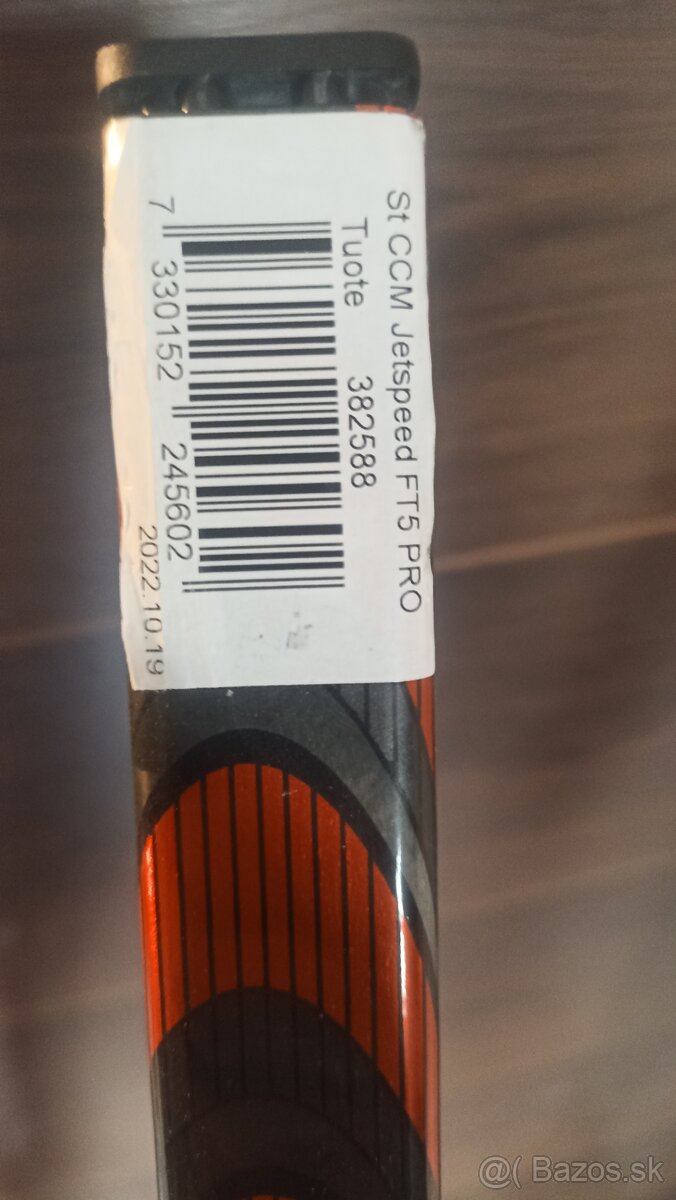 St CCM Jetspeed FT5 PRO
Tuote 382588
7 330152 245602
2022.10.19
@( Bazos.sk